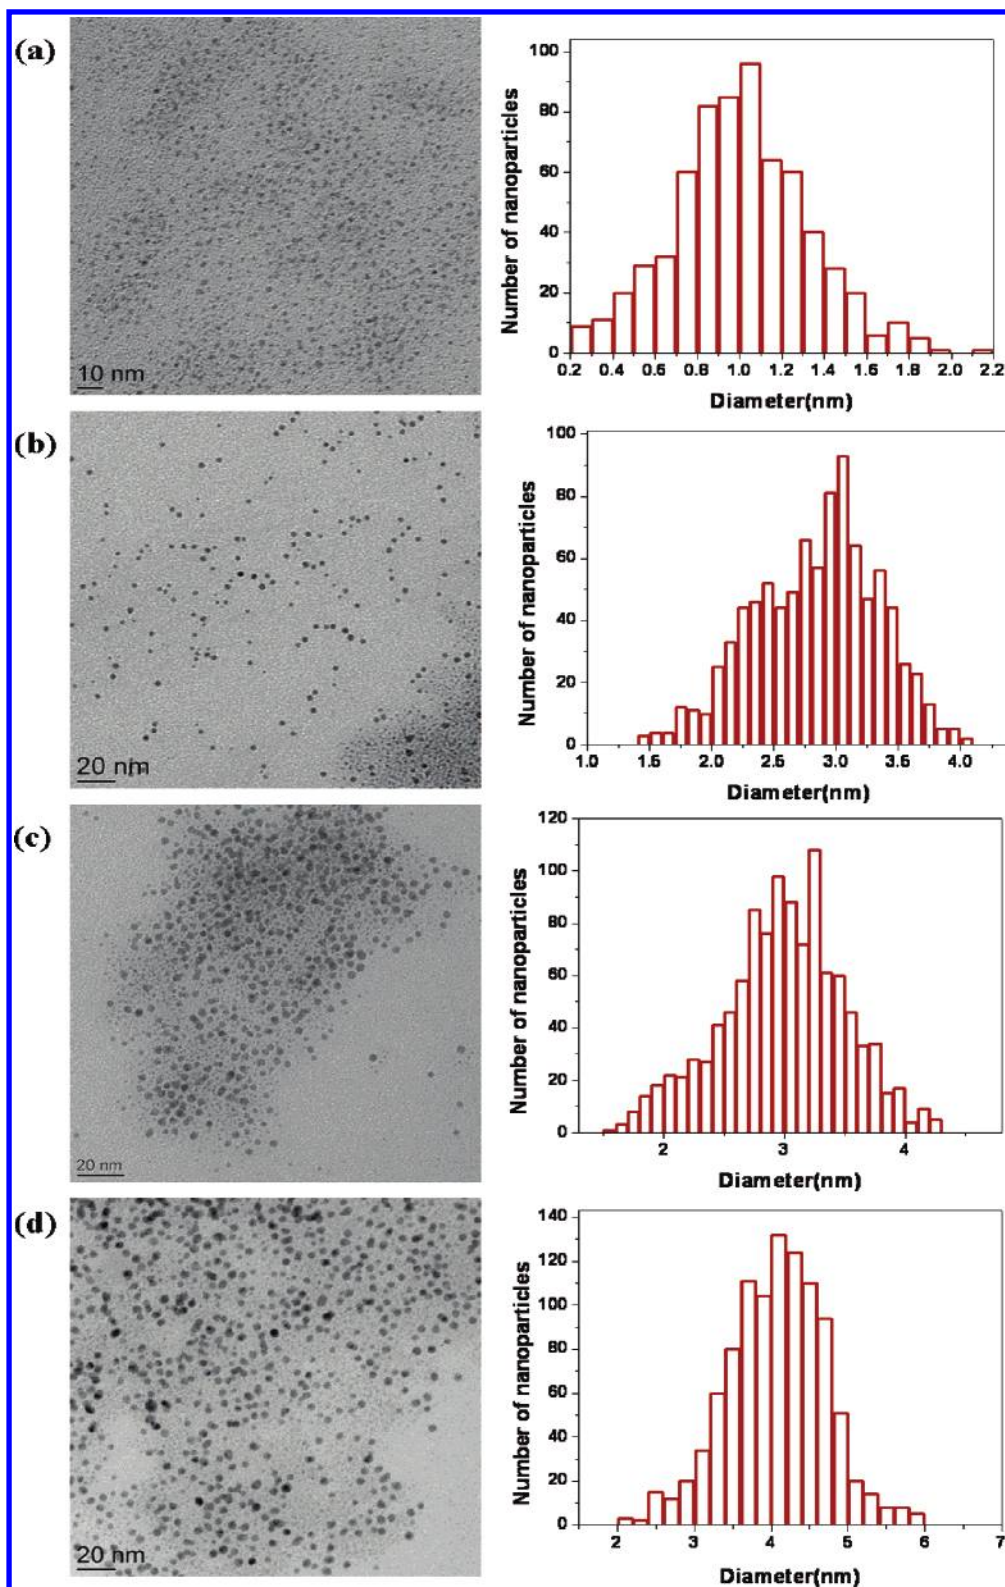 (a)
10 nm
Number of nanoparticles
100
80
60
40
20
0
0.2 0.4 0.6 0.8 1.0 1.2 1.4 1.6 1.8 2.0 2.2
Diameter(nm)
(b)
20 nm
Number of nanoparticles
100
80
60
40
20
0
1.0 1.5 2.0 2.5 3.0 3.5 4.0
Diameter(nm)
(c)
20 nm
Number of nanoparticles
120
100
80
60
40
20
0
2 3 4
Diameter(nm)
(d)
20 nm
Number of nanoparticles
140
120
100
80
60
40
20
0
2 3 4 5 6 7
Diameter(nm)